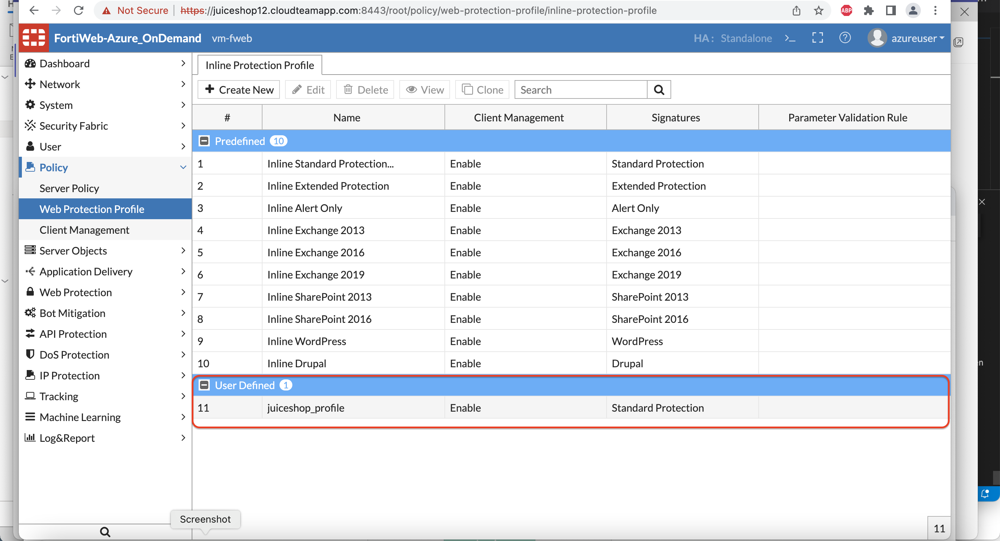 Not Secure https://juiceshop12.cloudteamapp.com:8443/root/policy/web-protection-profile/inline-protection-profile
ABP
FortiWeb-Azure_OnDemand vm-fweb HA: Standalone >_ ? azureuser
Dashboard
Network
System
Security Fabric
User
Policy
Server Policy
Web Protection Profile
Client Management
Server Objects
Application Delivery
Web Protection
Bot Mitigation
API Protection
DoS Protection
IP Protection
Tracking
Machine Learning
Log&Report
Inline Protection Profile
Create New Edit Delete View Clone Search
# Name Client Management Signatures Parameter Validation Rule
Predefined 10
1 Inline Standard Protection... Enable Standard Protection
2 Inline Extended Protection Enable Extended Protection
3 Inline Alert Only Enable Alert Only
4 Inline Exchange 2013 Enable Exchange 2013
5 Inline Exchange 2016 Enable Exchange 2016
6 Inline Exchange 2019 Enable Exchange 2019
7 Inline SharePoint 2013 Enable SharePoint 2013
8 Inline SharePoint 2016 Enable SharePoint 2016
9 Inline WordPress Enable WordPress
10 Inline Drupal Enable Drupal
User Defined 1
11 juiceshop_profile Enable Standard Protection
Screenshot
11